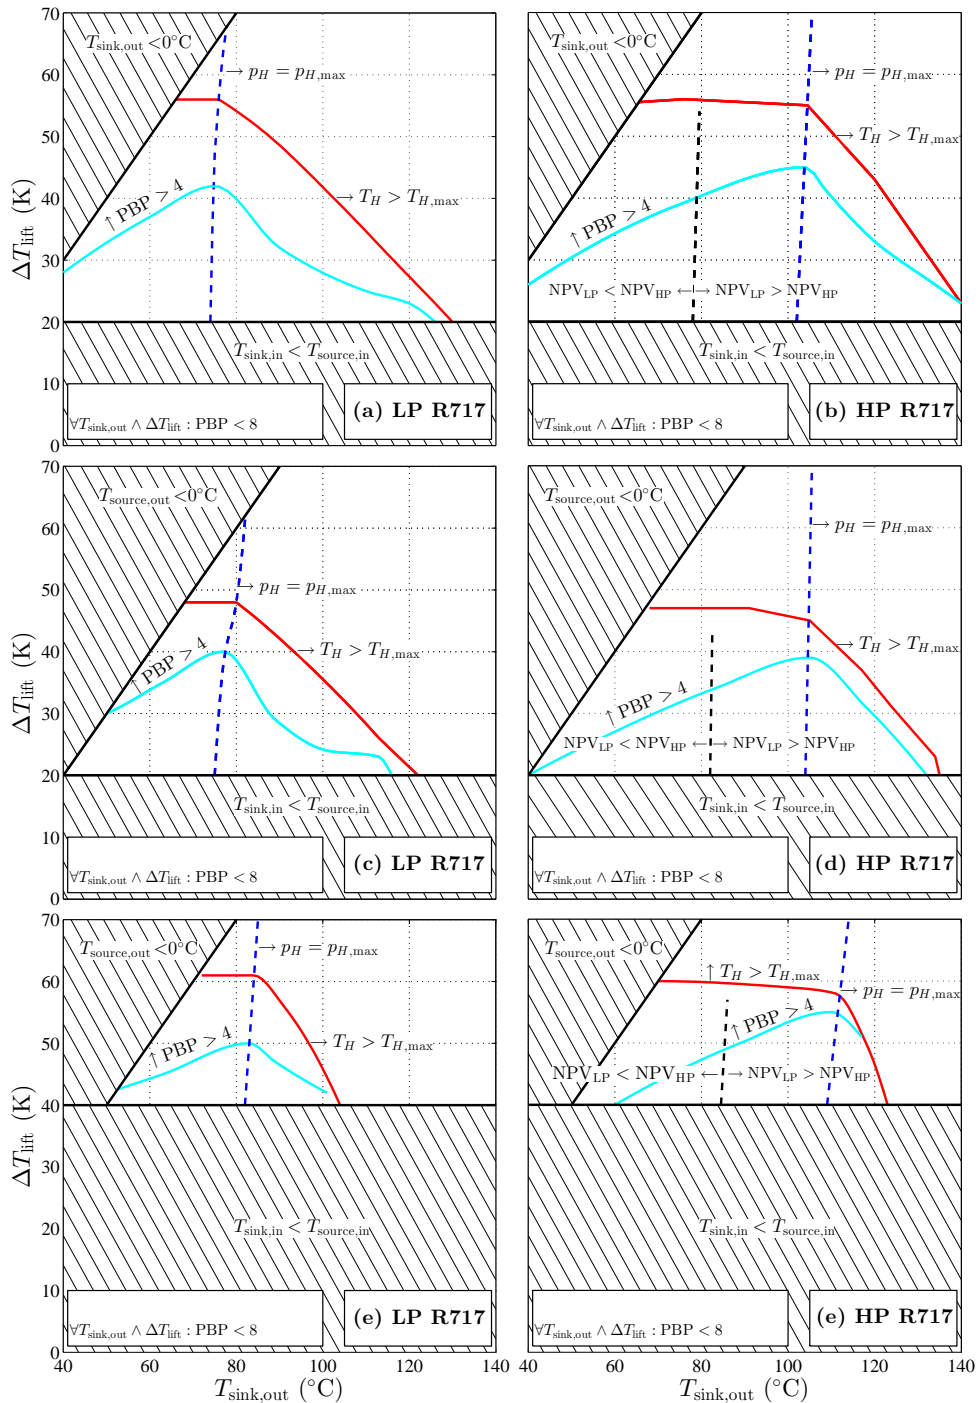 70
60
50
40
30
20
10
0
ΔT_lift (K)
T_sink,out <0°C
→ p_H = p_H,max
↑ PBP > 4
→ T_H > T_H,max
T_sink,in < T_source,in
∀T_sink,out ∧ ΔT_lift : PBP < 8
(a) LP R717
T_sink,out <0°C
→ p_H = p_H,max
→ T_H > T_H,max
↑ PBP > 4
NPV_LP < NPV_HP ←→ NPV_LP > NPV_HP
T_sink,in < T_source,in
∀T_sink,out ∧ ΔT_lift : PBP < 8
(b) HP R717
70
60
50
40
30
20
10
0
ΔT_lift (K)
T_source,out <0°C
→ p_H = p_H,max
↑ PBP > 4
→ T_H > T_H,max
T_sink,in < T_source,in
∀T_sink,out ∧ ΔT_lift : PBP < 8
(c) LP R717
T_source,out <0°C
→ p_H = p_H,max
→ T_H > T_H,max
↑ PBP > 4
NPV_LP < NPV_HP ←→ NPV_LP > NPV_HP
T_sink,in < T_source,in
∀T_sink,out ∧ ΔT_lift : PBP < 8
(d) HP R717
70
60
50
40
30
20
10
0
ΔT_lift (K)
T_source,out <0°C
→ p_H = p_H,max
↑ PBP > 4
→ T_H > T_H,max
T_sink,in < T_source,in
∀T_sink,out ∧ ΔT_lift : PBP < 8
(e) LP R717
40 60 80 100 120 140
T_sink,out (°C)
T_source,out <0°C
↑ T_H > T_H,max
→ p_H = p_H,max
↑ PBP > 4
NPV_LP < NPV_HP ←→ NPV_LP > NPV_HP
T_sink,in < T_source,in
∀T_sink,out ∧ ΔT_lift : PBP < 8
(e) HP R717
40 60 80 100 120 140
T_sink,out (°C)